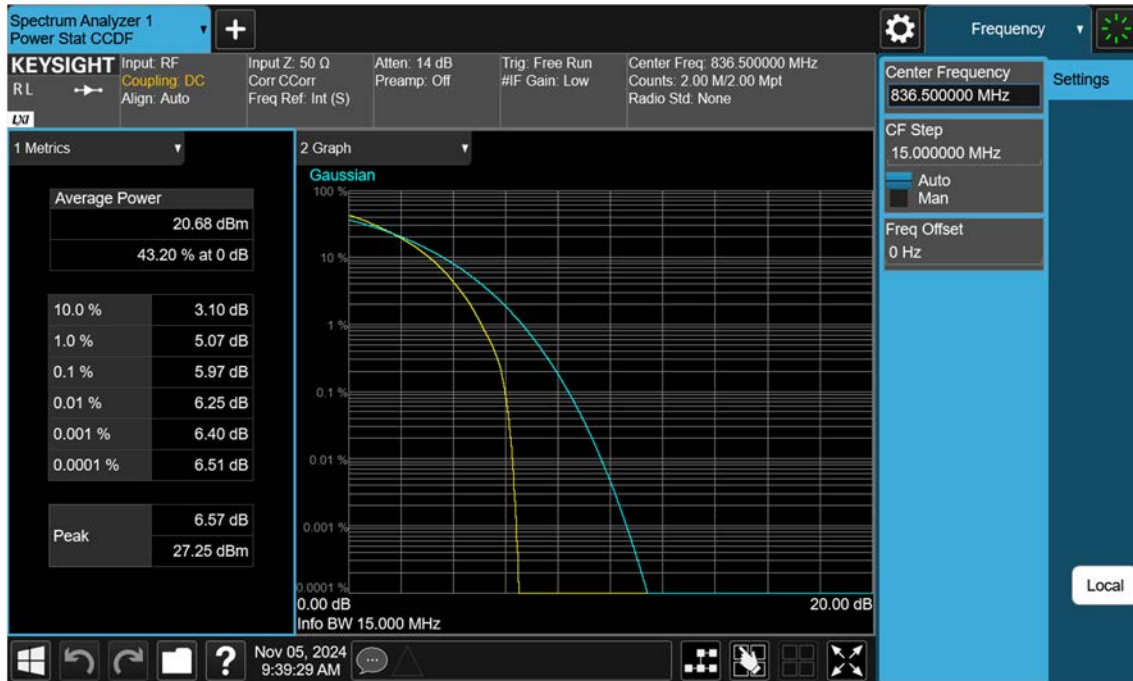 Spectrum Analyzer 1
Power Stat CCDF
Frequency
KEYSIGHT
R L
LXI
Input: RF
Coupling: DC
Align: Auto
Input Z: 50 Ω
Corr CCorr
Freq Ref: Int (S)
Atten: 14 dB
Preamp: Off
Trig: Free Run
#IF Gain: Low
Center Freq: 836.500000 MHz
Counts: 2.00 M/2.00 Mpt
Radio Std: None
Center Frequency
836.500000 MHz
Settings
CF Step
15.000000 MHz
Auto
Man
Freq Offset
0 Hz
1 Metrics
Average Power
20.68 dBm
43.20 % at 0 dB
10.0 % 3.10 dB
1.0 % 5.07 dB
0.1 % 5.97 dB
0.01 % 6.25 dB
0.001 % 6.40 dB
0.0001 % 6.51 dB
Peak
6.57 dB
27.25 dBm
2 Graph
Gaussian
100 %
10 %
1 %
0.1 %
0.01 %
0.001 %
0.0001 %
0.00 dB 20.00 dB
Info BW 15.000 MHz
Local
?
Nov 05, 2024
9:39:29 AM